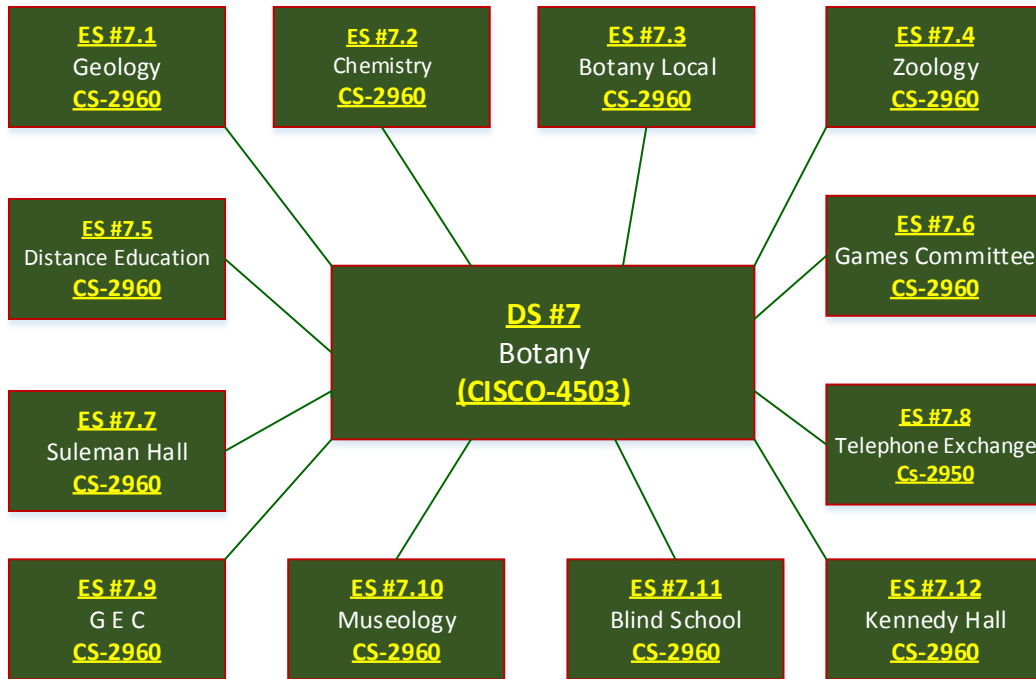 ES #7.1
Geology
CS-2960
ES #7.2
Chemistry
CS-2960
ES #7.3
Botany Local
CS-2960
ES #7.4
Zoology
CS-2960
ES #7.5
Distance Education
CS-2960
ES #7.6
Games Committee
CS-2960
DS #7
Botany
(CISCO-4503)
ES #7.7
Suleman Hall
CS-2960
ES #7.8
Telephone Exchange
Cs-2950
ES #7.9
G E C
CS-2960
ES #7.10
Museology
CS-2960
ES #7.11
Blind School
CS-2960
ES #7.12
Kennedy Hall
CS-2960